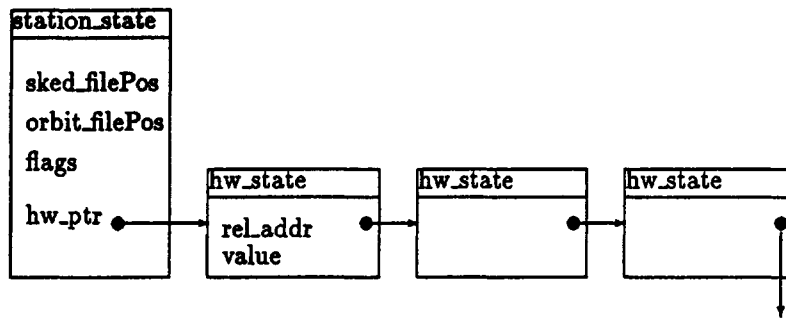 station_state
sked_filePos
orbit_filePos
flags
hw_ptr
hw_state
rel_addr
value
hw_state
hw_state